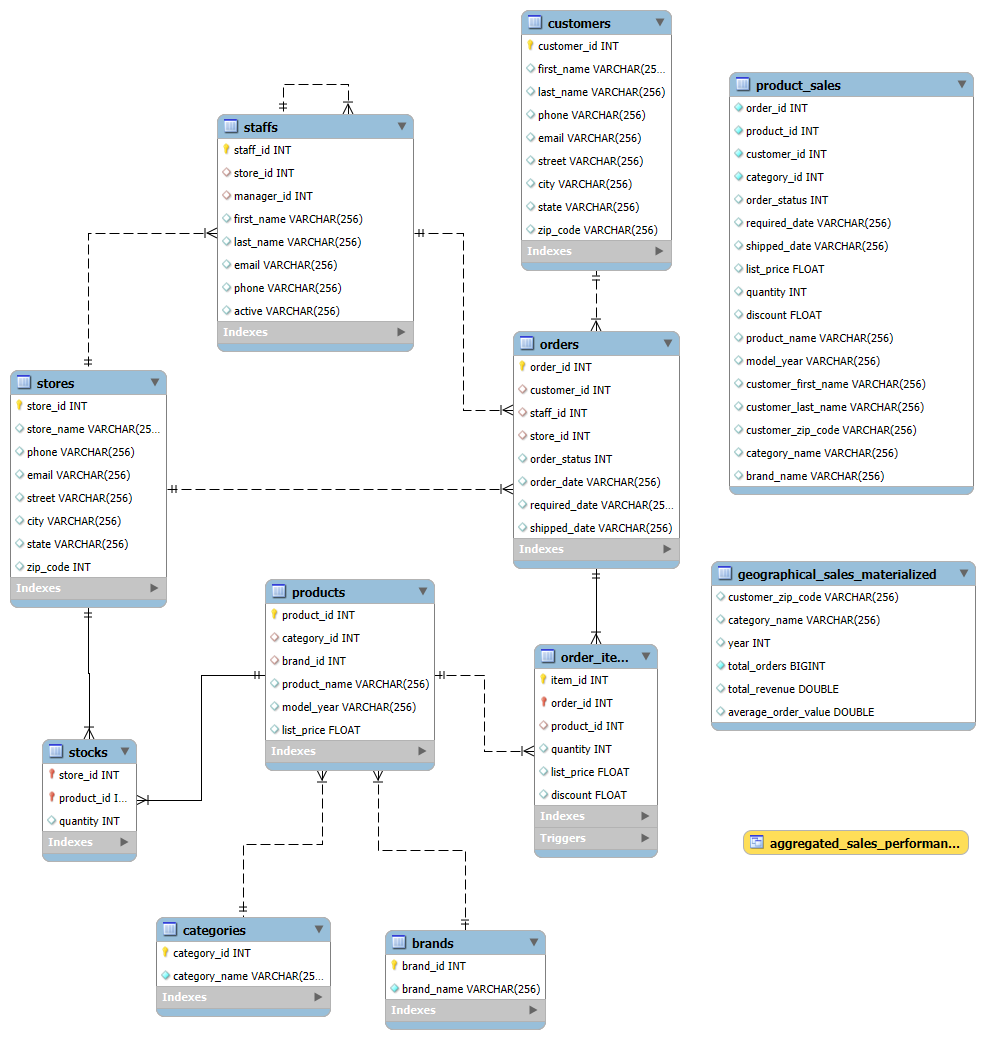 customers
customer_id INT
first_name VARCHAR(25...
last_name VARCHAR(256)
phone VARCHAR(256)
email VARCHAR(256)
street VARCHAR(256)
city VARCHAR(256)
state VARCHAR(256)
zip_code VARCHAR(256)
Indexes
product_sales
order_id INT
product_id INT
customer_id INT
category_id INT
order_status INT
required_date VARCHAR(256)
shipped_date VARCHAR(256)
list_price FLOAT
quantity INT
discount FLOAT
product_name VARCHAR(256)
model_year VARCHAR(256)
customer_first_name VARCHAR(256)
customer_last_name VARCHAR(256)
customer_zip_code VARCHAR(256)
category_name VARCHAR(256)
brand_name VARCHAR(256)
staffs
staff_id INT
store_id INT
manager_id INT
first_name VARCHAR(256)
last_name VARCHAR(256)
email VARCHAR(256)
phone VARCHAR(256)
active VARCHAR(256)
Indexes
orders
order_id INT
customer_id INT
staff_id INT
store_id INT
order_status INT
order_date VARCHAR(256)
required_date VARCHAR(25...
shipped_date VARCHAR(256)
Indexes
stores
store_id INT
store_name VARCHAR(25...
phone VARCHAR(256)
email VARCHAR(256)
street VARCHAR(256)
city VARCHAR(256)
state VARCHAR(256)
zip_code INT
Indexes
geographical_sales_materialized
customer_zip_code VARCHAR(256)
category_name VARCHAR(256)
year INT
total_orders BIGINT
total_revenue DOUBLE
average_order_value DOUBLE
products
product_id INT
category_id INT
brand_id INT
product_name VARCHAR(256)
model_year VARCHAR(256)
list_price FLOAT
Indexes
order_ite...
item_id INT
order_id INT
product_id INT
quantity INT
list_price FLOAT
discount FLOAT
Indexes
Triggers
stocks
store_id INT
product_id I...
quantity INT
Indexes
aggregated_sales_performan...
categories
category_id INT
category_name VARCHAR(25...
Indexes
brands
brand_id INT
brand_name VARCHAR(256)
Indexes